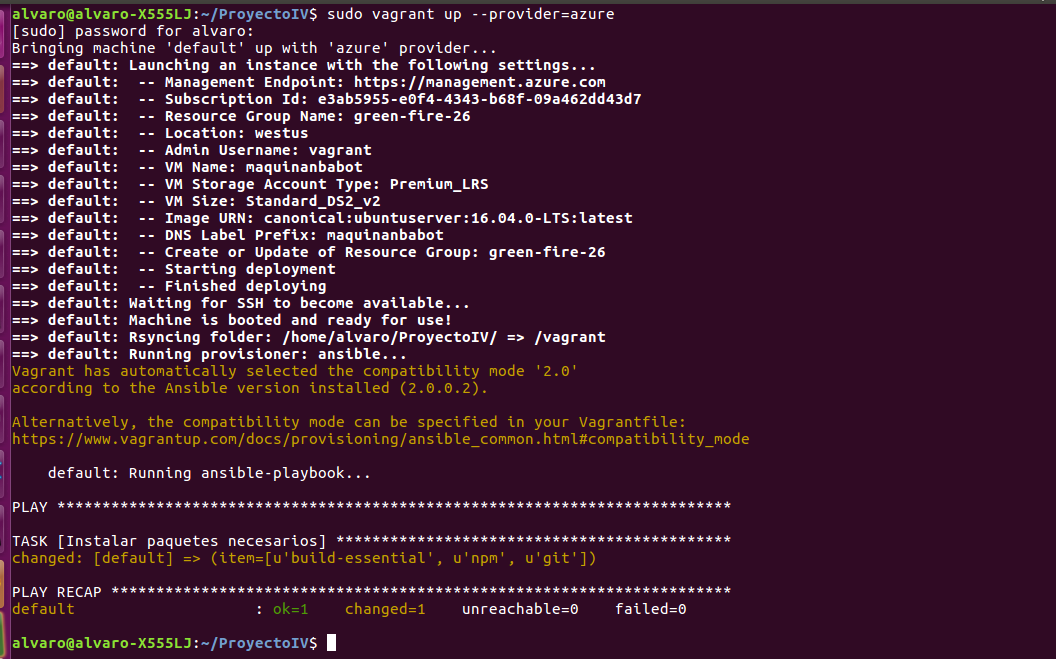 alvaro@alvaro-X555LJ:~/ProyectoIV$ sudo vagrant up --provider=azure
[sudo] password for alvaro:
Bringing machine 'default' up with 'azure' provider...
==> default: Launching an instance with the following settings...
==> default:  -- Management Endpoint: https://management.azure.com
==> default:  -- Subscription Id: e3ab5955-e0f4-4343-b68f-09a462dd43d7
==> default:  -- Resource Group Name: green-fire-26
==> default:  -- Location: westus
==> default:  -- Admin Username: vagrant
==> default:  -- VM Name: maquinanbabot
==> default:  -- VM Storage Account Type: Premium_LRS
==> default:  -- VM Size: Standard_DS2_v2
==> default:  -- Image URN: canonical:ubuntuserver:16.04.0-LTS:latest
==> default:  -- DNS Label Prefix: maquinanbabot
==> default:  -- Create or Update of Resource Group: green-fire-26
==> default:  -- Starting deployment
==> default:  -- Finished deploying
==> default: Waiting for SSH to become available...
==> default: Machine is booted and ready for use!
==> default: Rsyncing folder: /home/alvaro/ProyectoIV/ => /vagrant
==> default: Running provisioner: ansible...
Vagrant has automatically selected the compatibility mode '2.0'
according to the Ansible version installed (2.0.0.2).
Alternatively, the compatibility mode can be specified in your Vagrantfile:
https://www.vagrantup.com/docs/provisioning/ansible_common.html#compatibility_mode
    default: Running ansible-playbook...
PLAY ***************************************************************************
TASK [Instalar paquetes necesarios] ********************************************
changed: [default] => (item=[u'build-essential', u'npm', u'git'])
PLAY RECAP *********************************************************************
default                    : ok=1    changed=1    unreachable=0    failed=0
alvaro@alvaro-X555LJ:~/ProyectoIV$